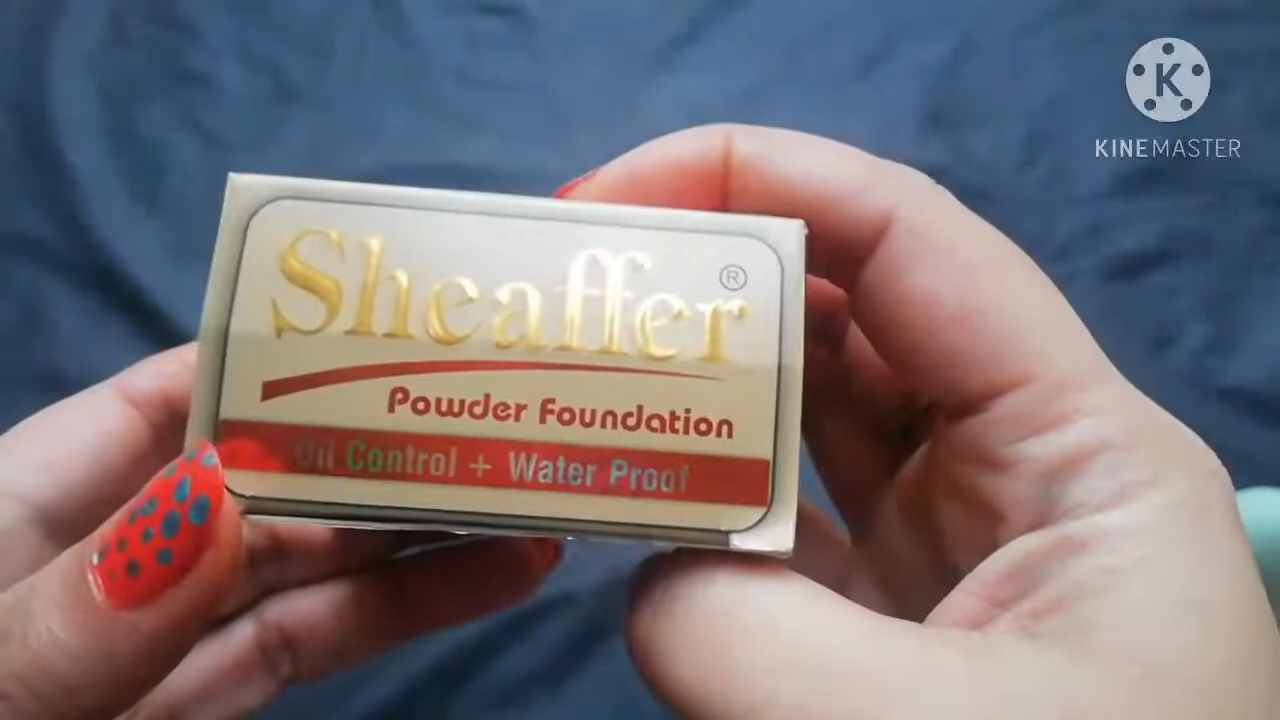 K
KINEMASTER
Sheaffer ®
Powder Foundation
Oil Control + Water Proof